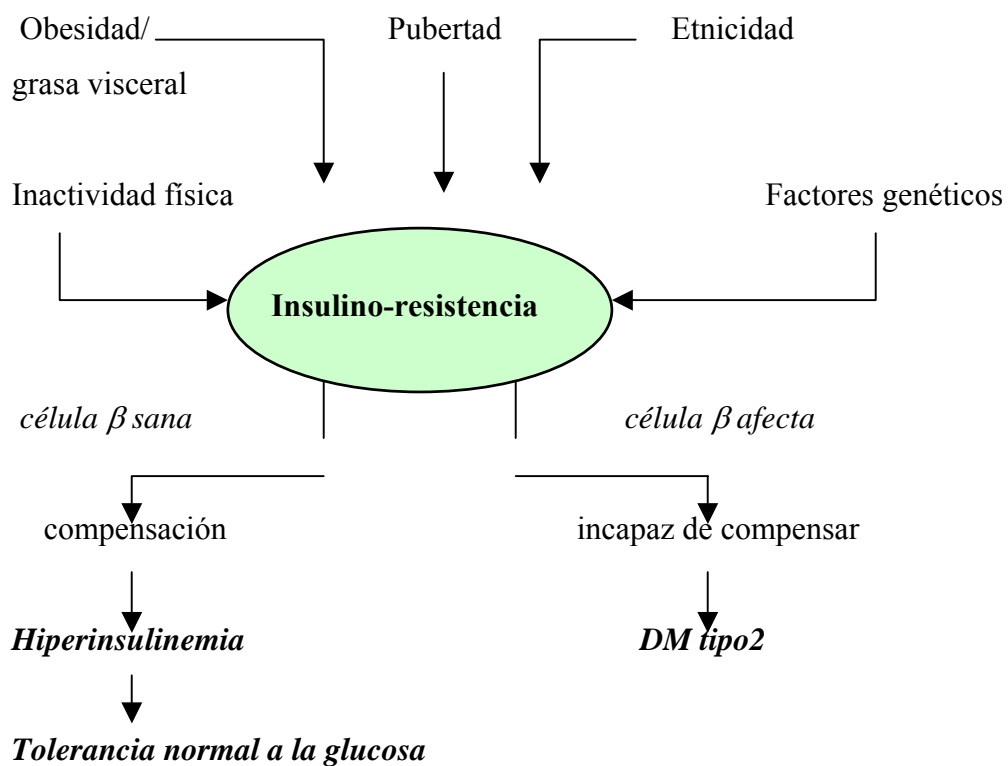 Obesidad/
grasa visceral
Pubertad
Etnicidad
Inactividad física
Factores genéticos
Insulino-resistencia
célula β sana
célula β afecta
compensación
incapaz de compensar
Hiperinsulinemia
DM tipo2
Tolerancia normal a la glucosa